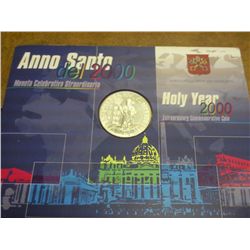 Anno Santo
del 2000
Moneta Celebrativa Straordinaria
Holy Year
2000
Extraordinary Commemorative Coin